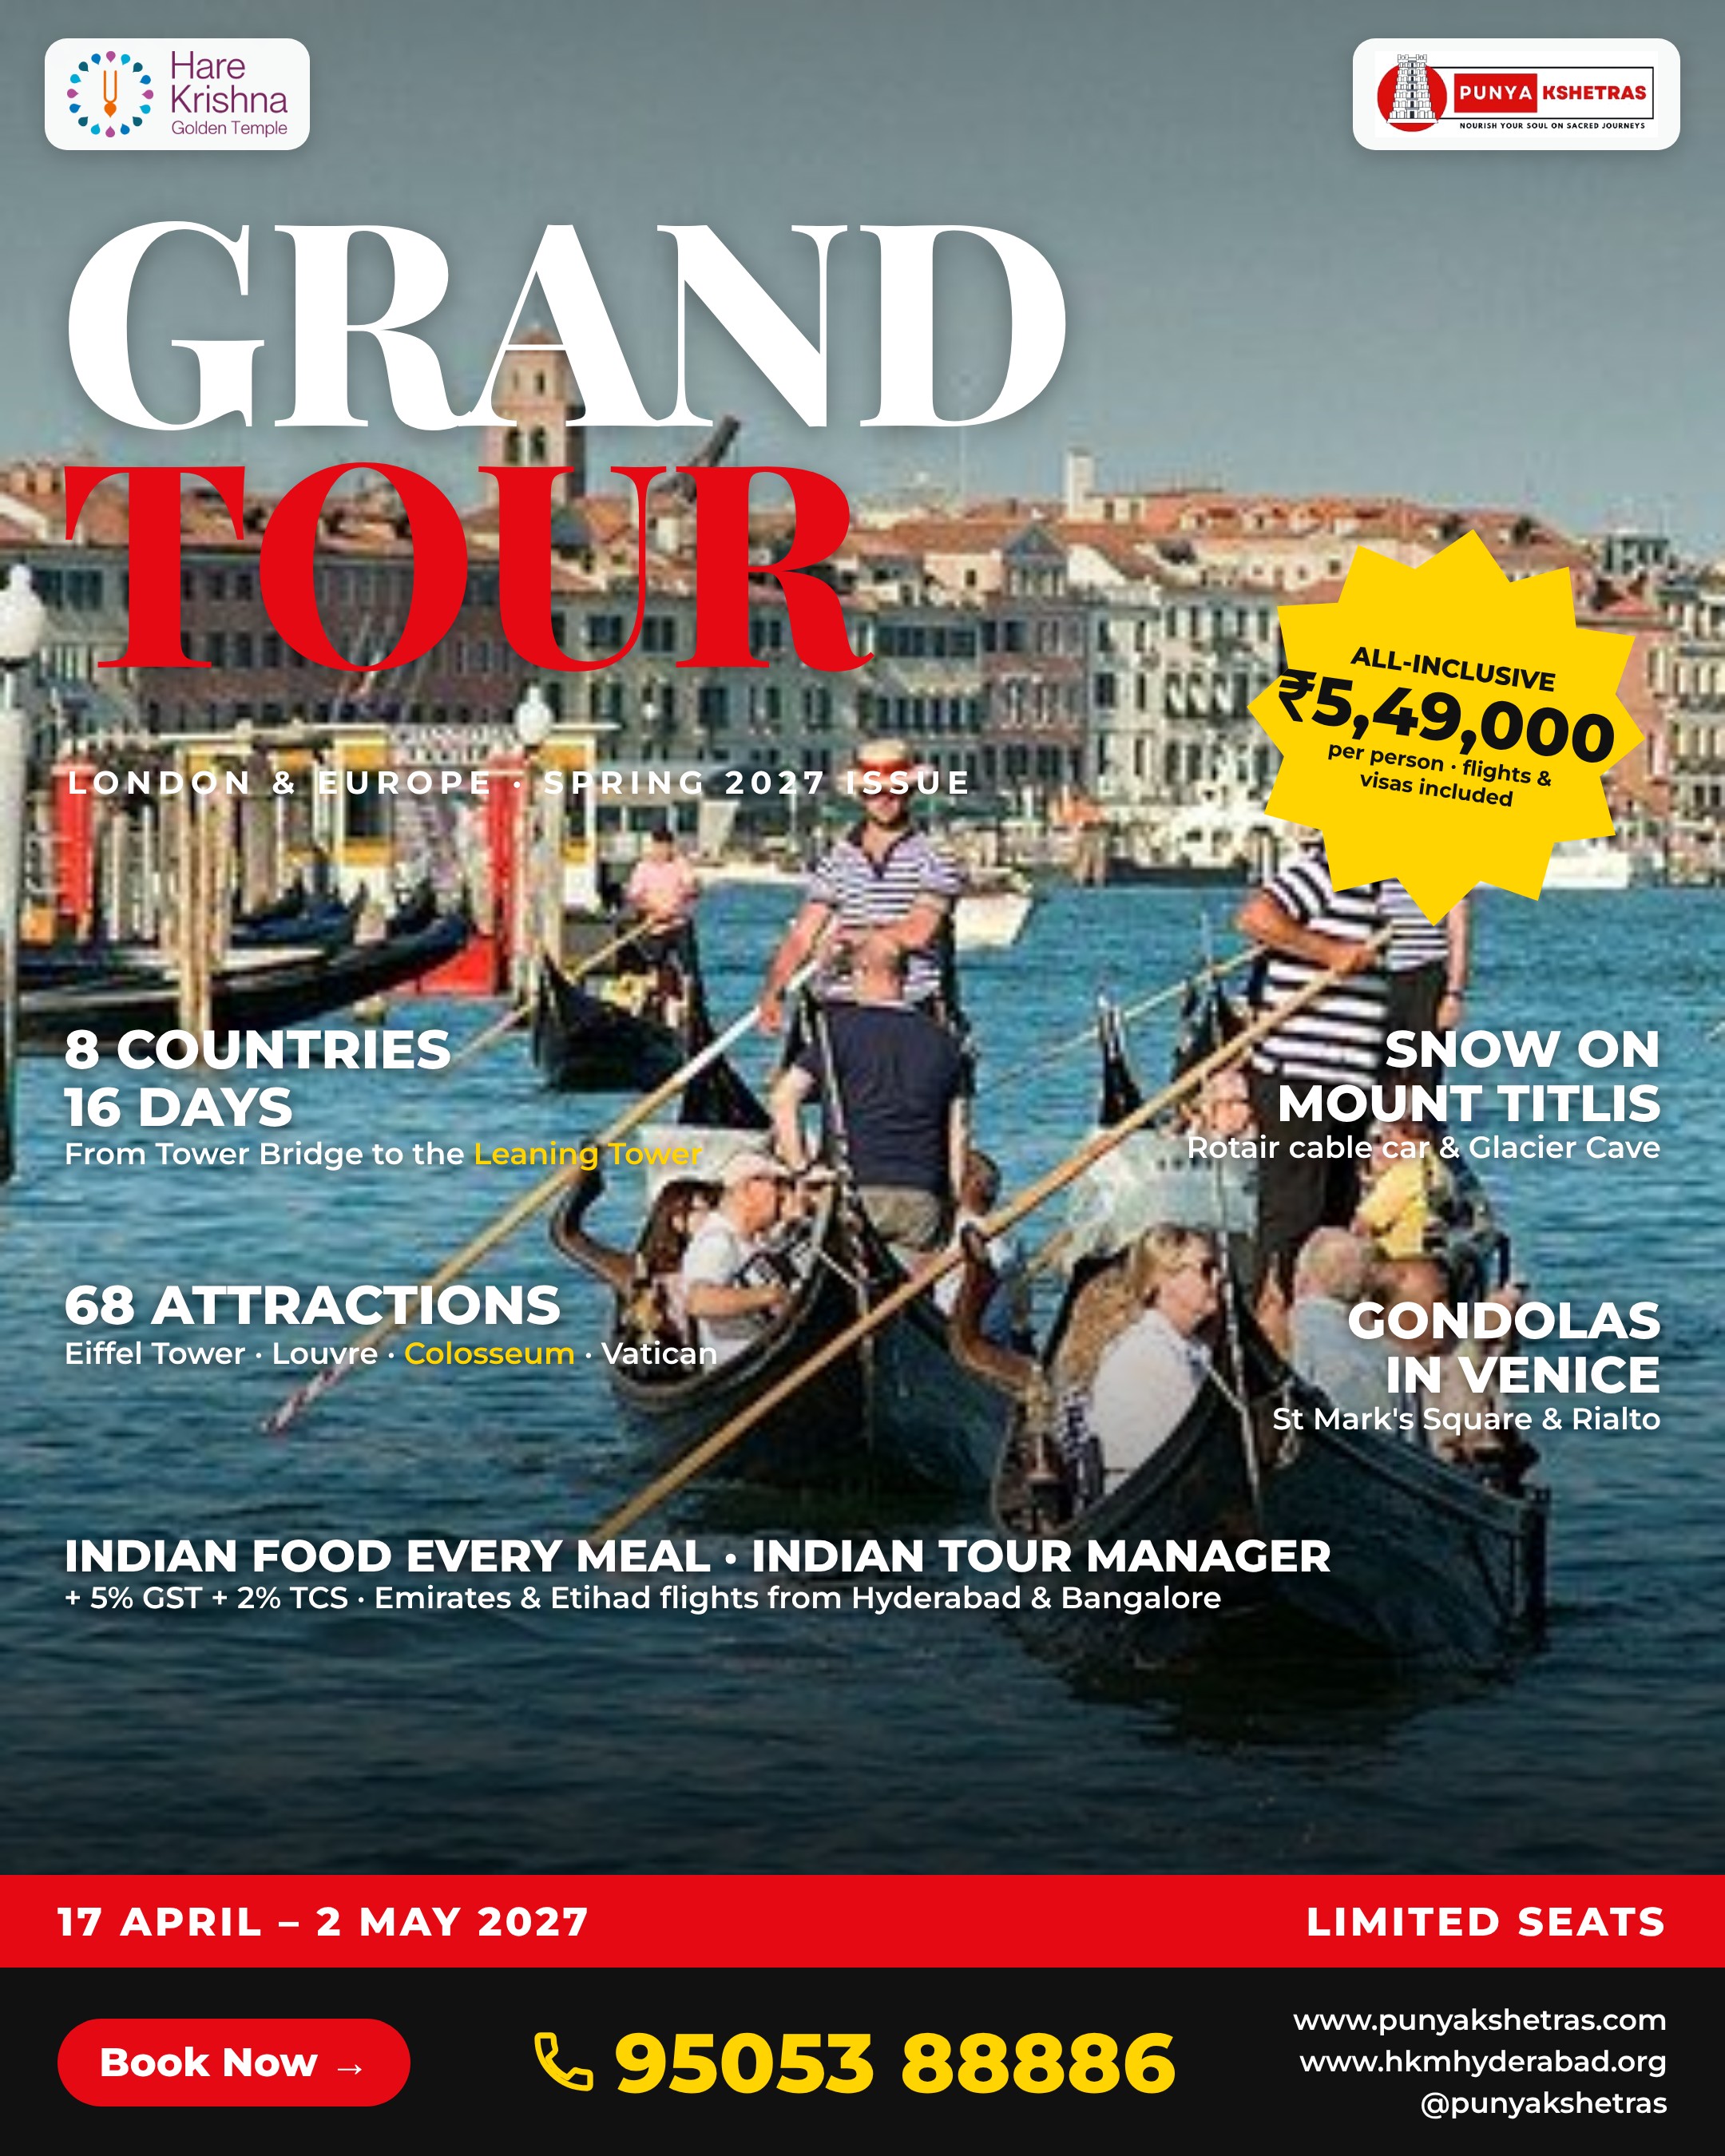 Hare
Krishna
Golden Temple
PUNYA KSHETRAS
NOURISH YOUR SOUL ON SACRED JOURNEYS
GRAND
TOUR
LONDON & EUROPE · SPRING 2027 ISSUE
ALL-INCLUSIVE
₹5,49,000
per person · flights &
visas included
8 COUNTRIES
16 DAYS
From Tower Bridge to the Leaning Tower
SNOW ON
MOUNT TITLIS
Rotair cable car & Glacier Cave
68 ATTRACTIONS
Eiffel Tower · Louvre · Colosseum · Vatican
GONDOLAS
IN VENICE
St Mark's Square & Rialto
INDIAN FOOD EVERY MEAL · INDIAN TOUR MANAGER
+ 5% GST + 2% TCS · Emirates & Etihad flights from Hyderabad & Bangalore
17 APRIL – 2 MAY 2027
LIMITED SEATS
Book Now →
95053 88886
www.punyakshetras.com
www.hkmhyderabad.org
@punyakshetras